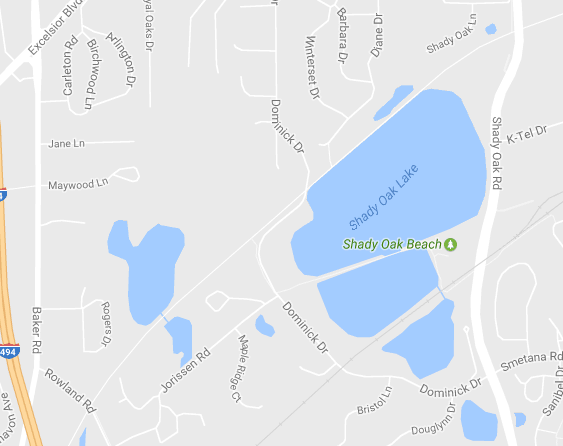 Excelsior Blvd
yal Oaks Dr
Carleton Rd
Birchwood Ln
Arlington Dr
Winterset Dr
Barbara Dr
Diane Dr
Shady Oak Ln
Dominick Dr
Shady Oak Rd
K-Tel Dr
Jane Ln
Maywood Ln
Shady Oak Lake
Shady Oak Beach
Baker Rd
Rogers Dr
494
Dominick Dr
Maple Ridge Ct
Jorissen Rd
Rowland Rd
Smetana Rd
Dominick Dr
Bristol Ln
Douglynn Dr
Sanibel Dr